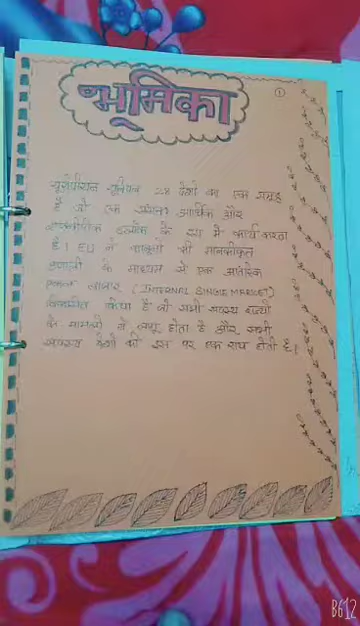 भूमिका
1
यूरोपियन यूनियन 28 देशों का एक समूह
है जो एक संगठित आर्थिक और
राजनीतिक ब्लॉक के रूप में कार्य करता
है। EU ने कानूनों की मानकीकृत
प्रणाली के माध्यम से एक आंतरिक
एकल बाजार (INTERNAL SINGLE MARKET)
विकसित किया है जो सभी सदस्य राज्यों
के मामलों में लागू होता है और सभी
सदस्य देशों की इस पर एक राय होती है।
B612